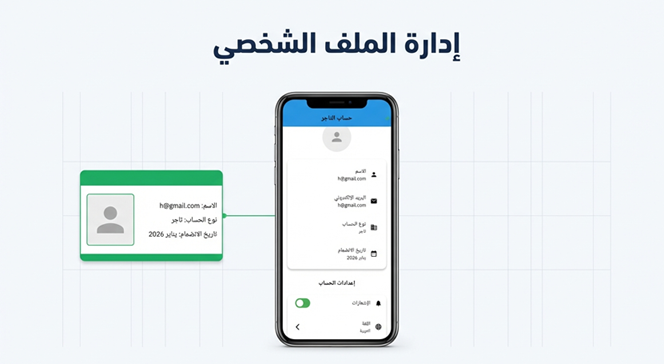 إدارة الملف الشخصي
الاسم: h@gmail.com
نوع الحساب: تاجر
تاريخ الانضمام: يناير 2026
حساب التاجر
الاسم
h@gmail.com
البريد الإلكتروني
h@gmail.com
نوع الحساب
تاجر
تاريخ الانضمام
يناير 2026
إعدادات الحساب
الإشعارات
اللغة
العربية